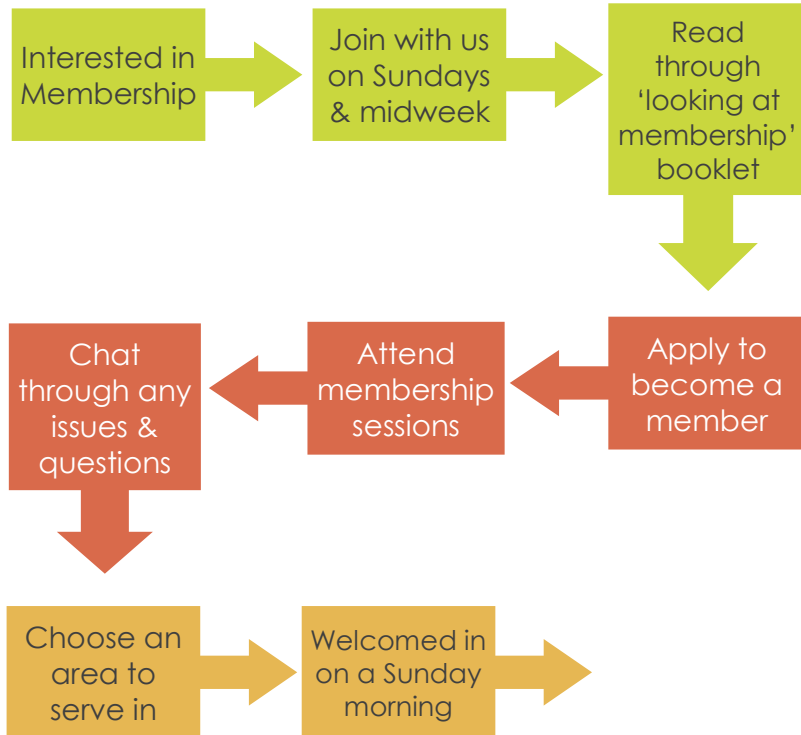 Interested in
Membership
Join with us
on Sundays
& midweek
Read
through
‘looking at
membership’
booklet
Apply to
become a
member
Attend
membership
sessions
Chat
through any
issues &
questions
Choose an
area to
serve in
Welcomed in
on a Sunday
morning